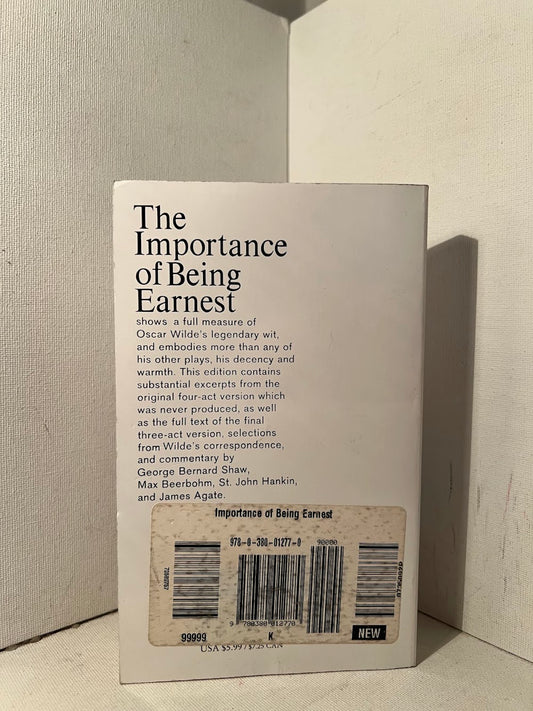 The
Importance
of Being
Earnest
shows a full measure of
Oscar Wilde's legendary wit,
and embodies more than any of
his other plays, his decency and
warmth. This edition contains
substantial excerpts from the
original four-act version which
was never produced, as well
as the full text of the final
three-act version, selections
from Wilde's correspondence,
and commentary by
George Bernard Shaw,
Max Beerbohm, St. John Hankin,
and James Agate.
Importance of Being Earnest
978-0-380-01277-0
90000
9 780380 012770
99999
K
NEW
USA $5.99 / $7.25 CAN